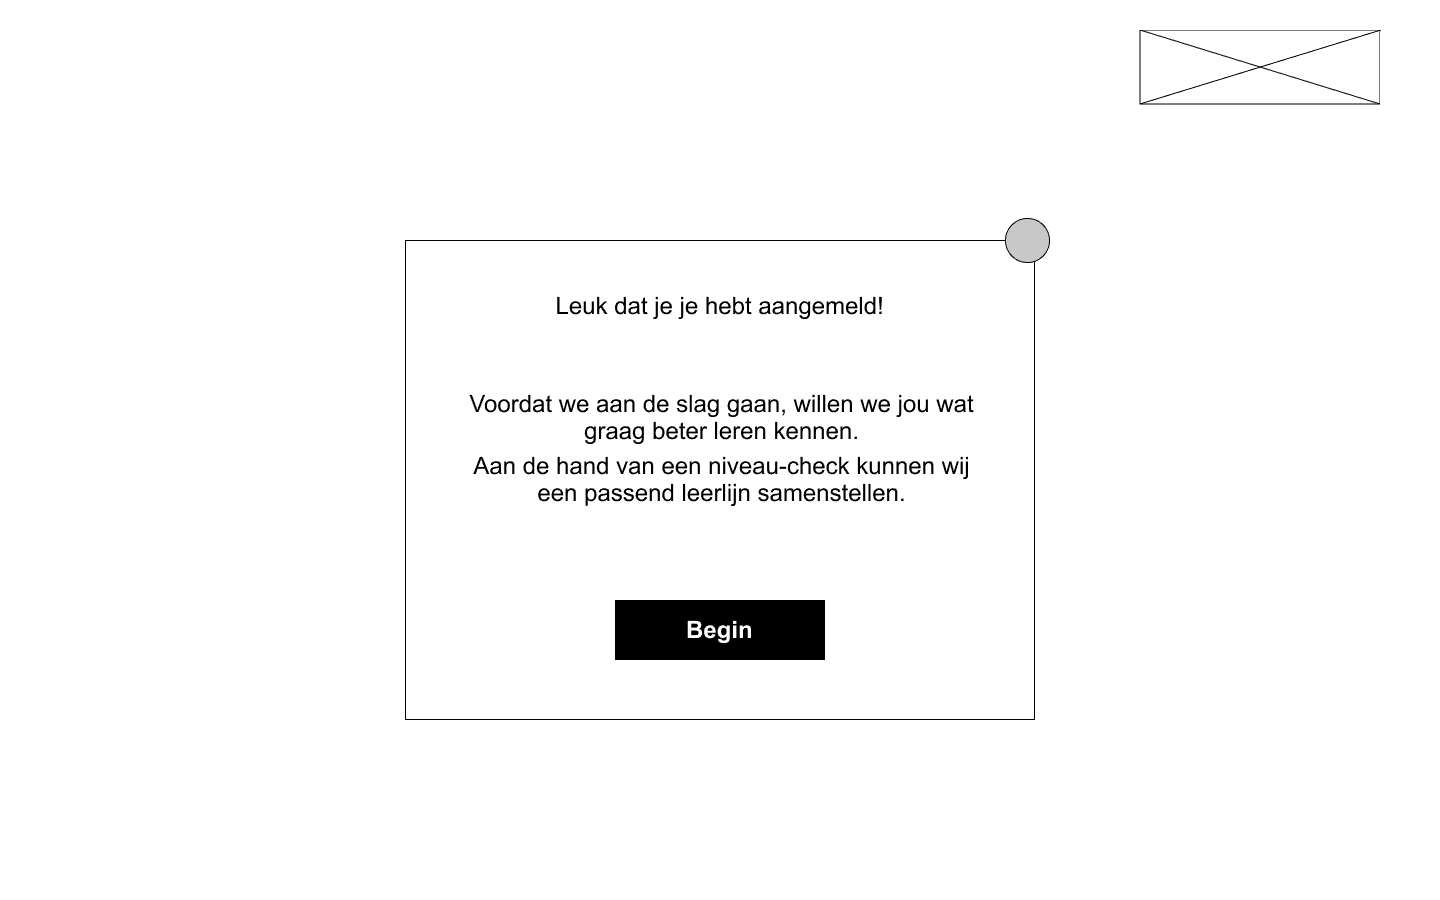 Leuk dat je je hebt aangemeld!
Voordat we aan de slag gaan, willen we jou wat
graag beter leren kennen.
Aan de hand van een niveau-check kunnen wij
een passend leerlijn samenstellen.
Begin